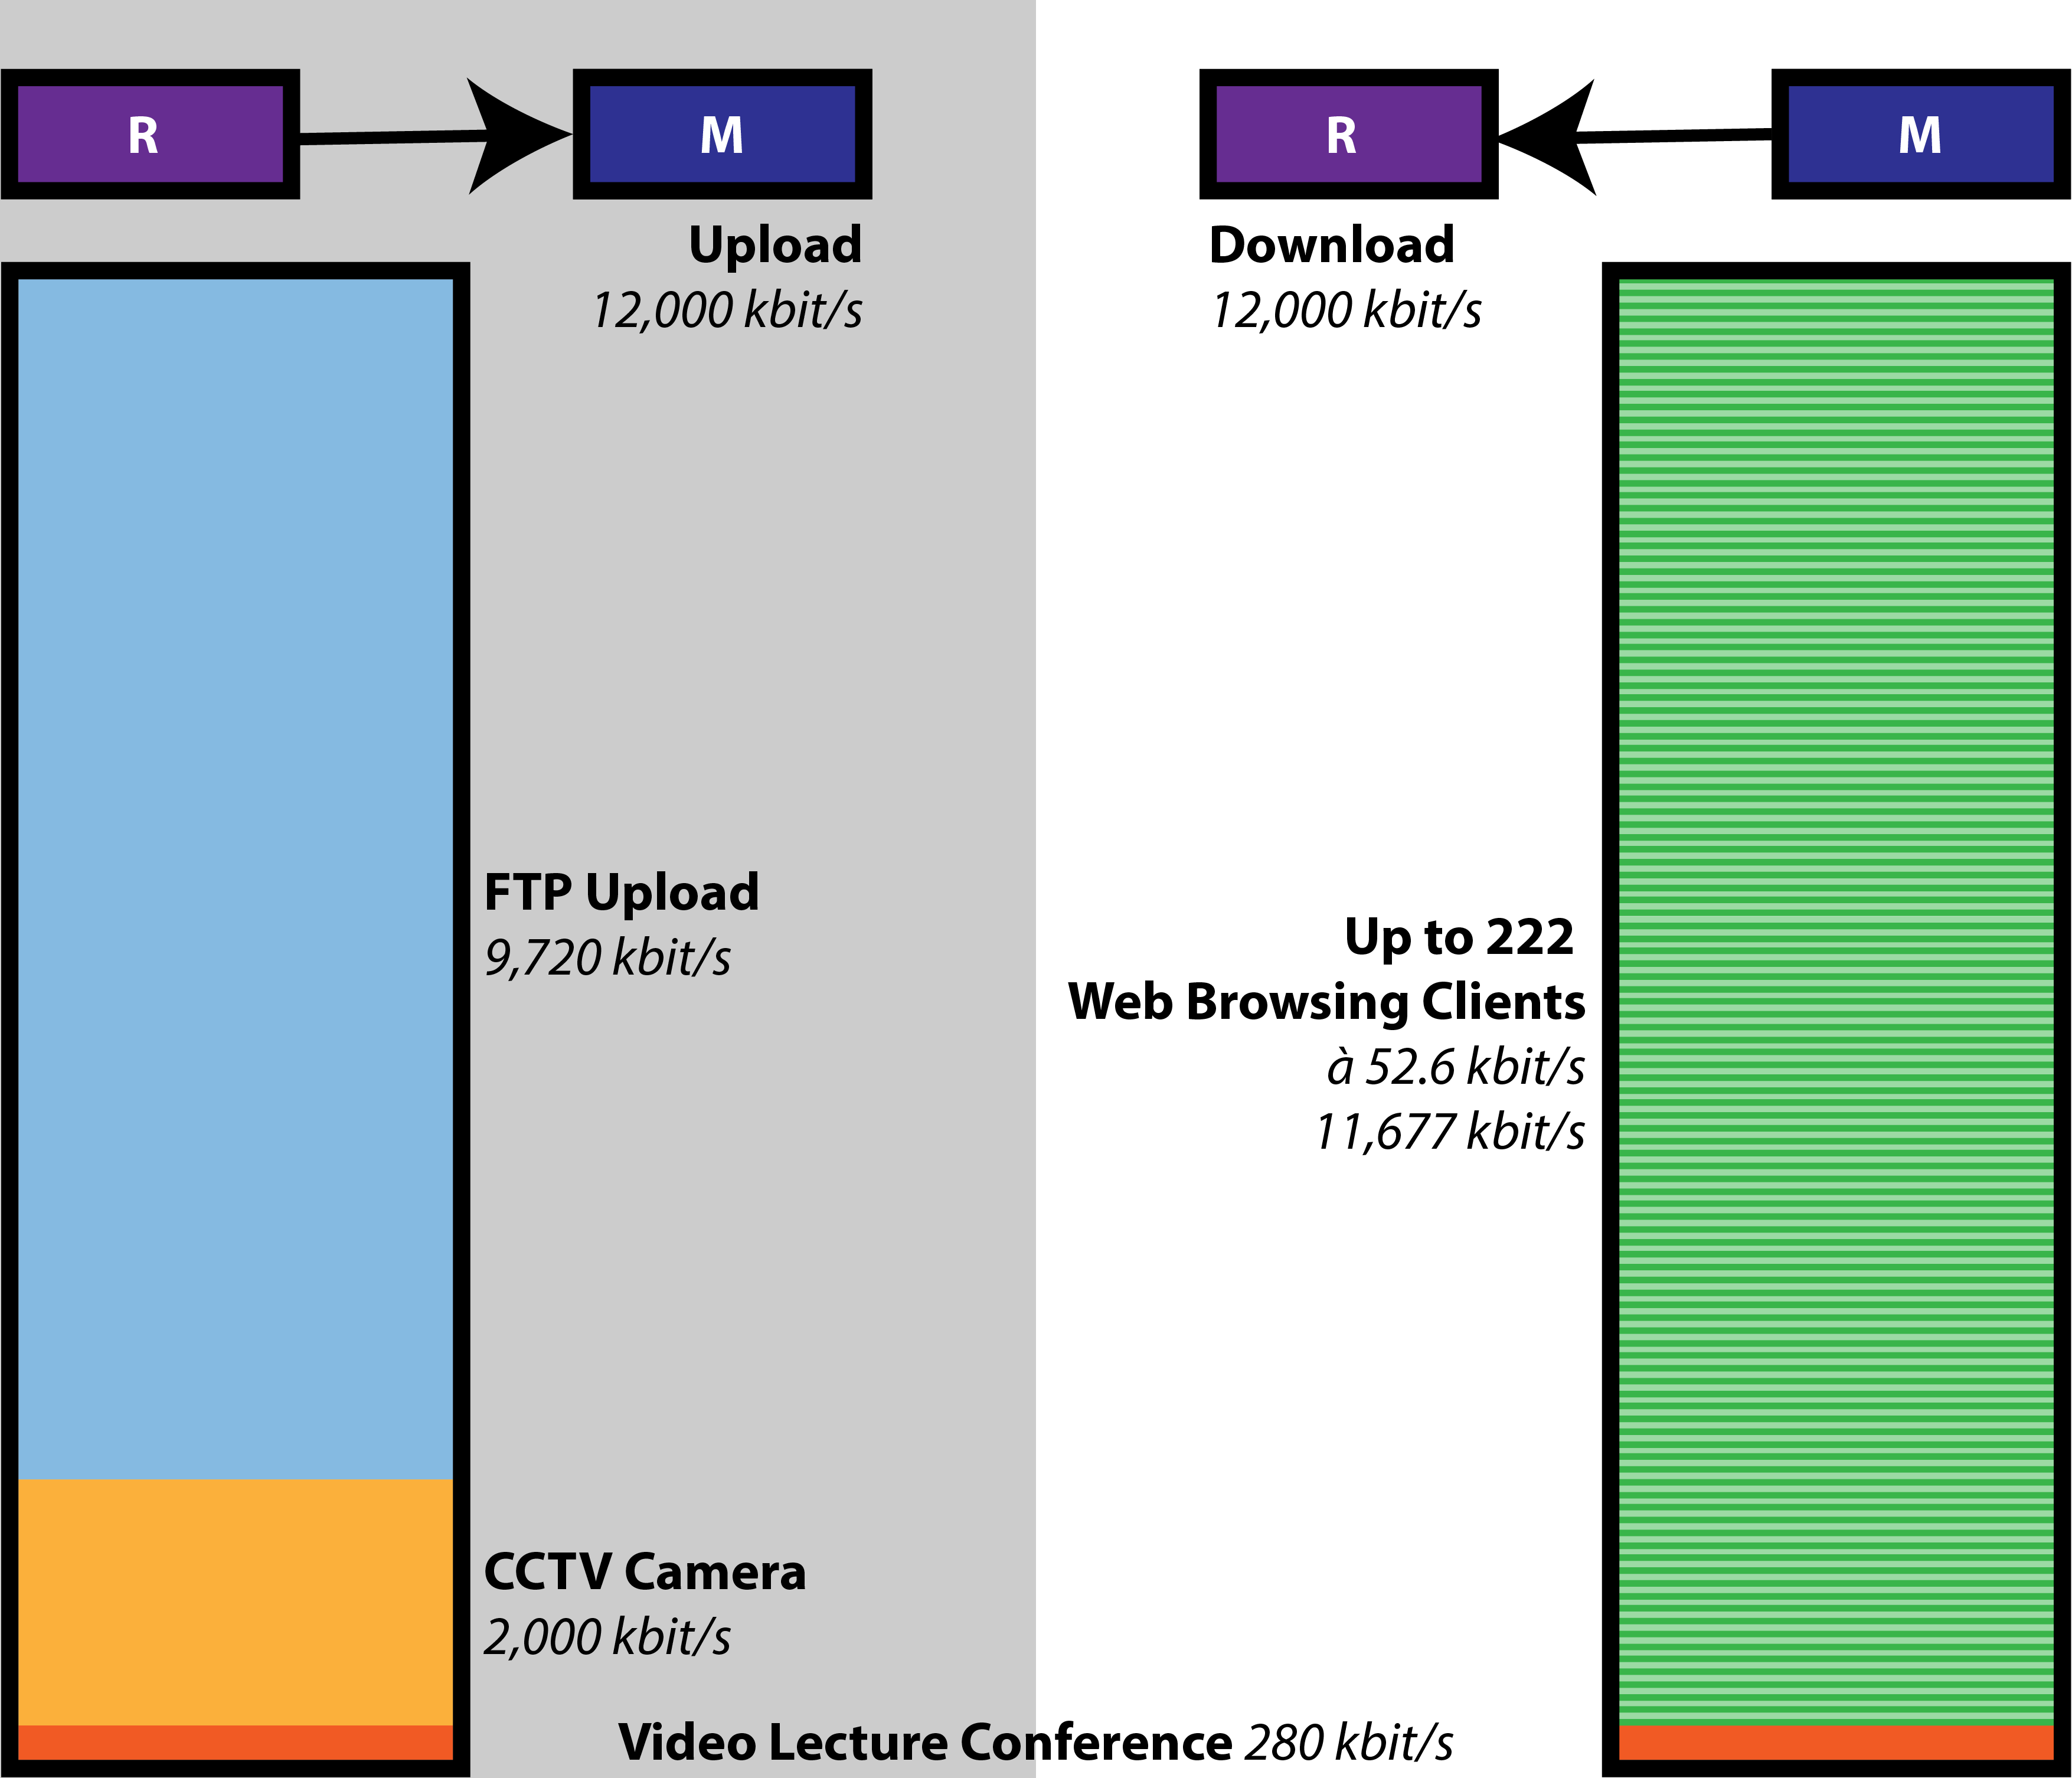 R
M
Upload
12,000 kbit/s
FTP Upload
9,720 kbit/s
CCTV Camera
2,000 kbit/s
R
M
Download
12,000 kbit/s
Up to 222
Web Browsing Clients
à 52.6 kbit/s
11,677 kbit/s
Video Lecture Conference 280 kbit/s